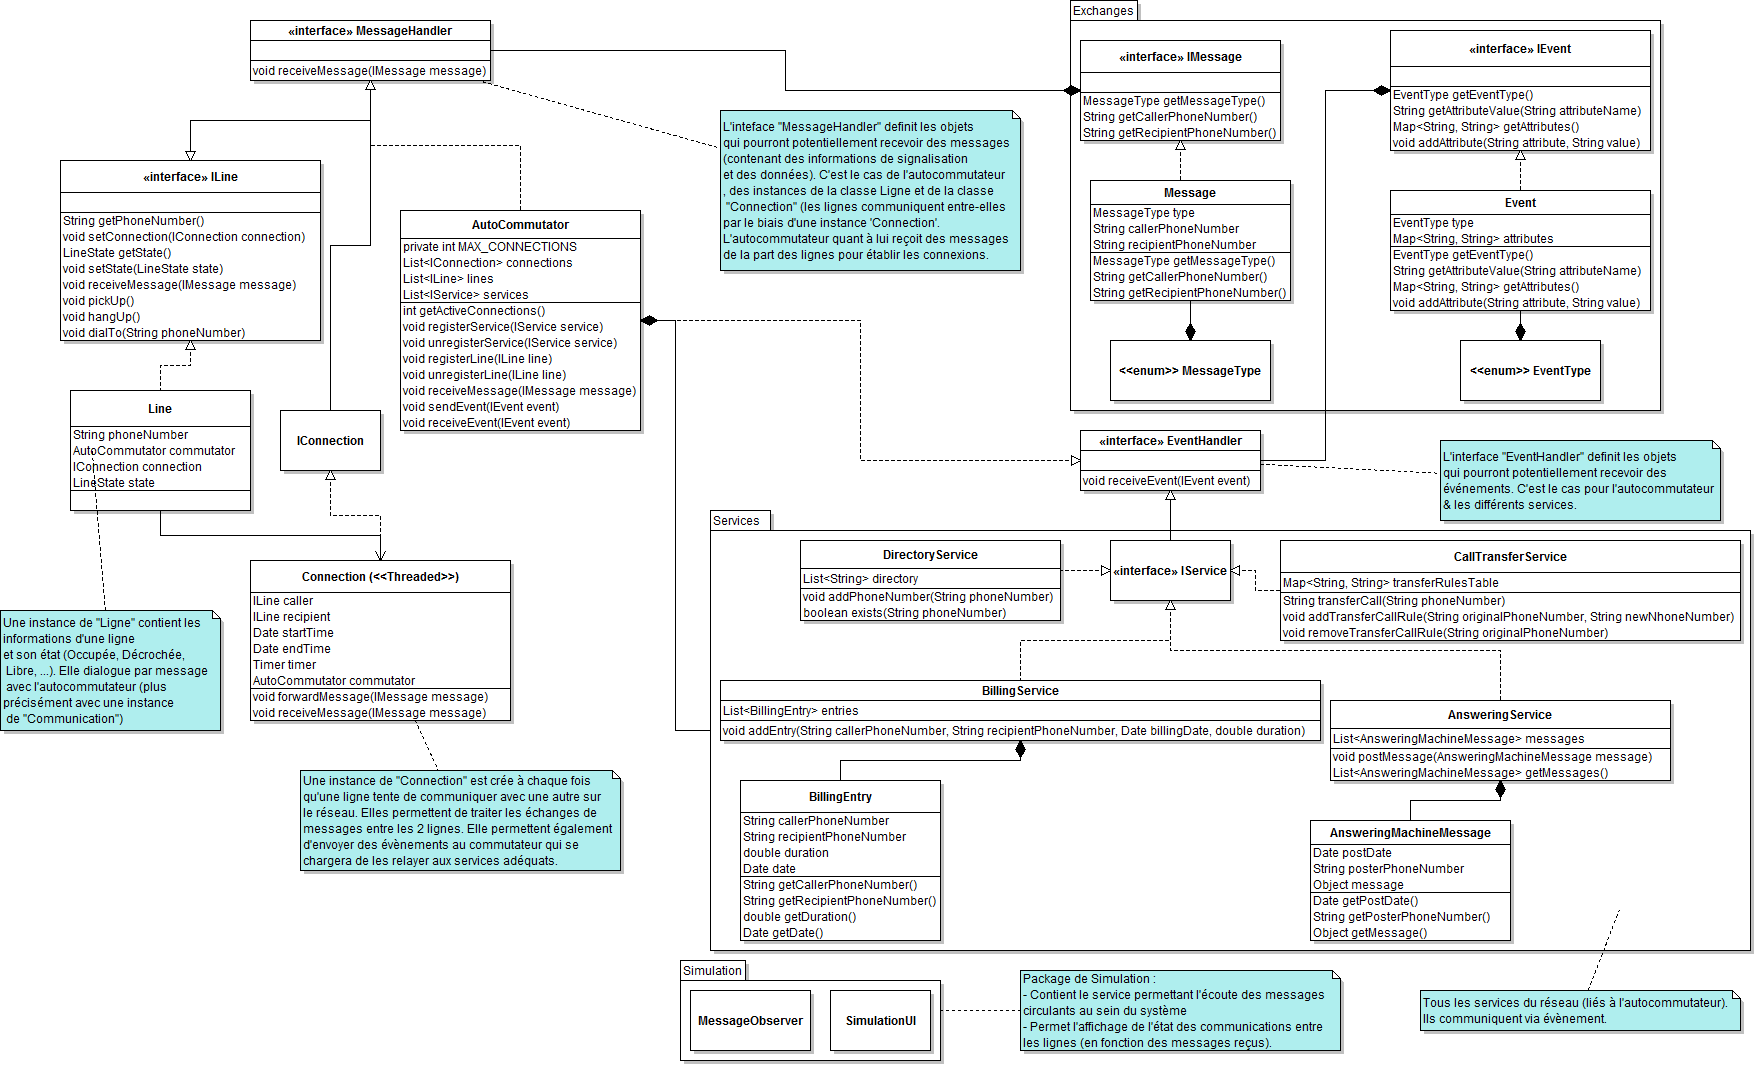 «interface» MessageHandler
void receiveMessage(IMessage message)
«interface» ILine
String getPhoneNumber()
void setConnection(IConnection connection)
LineState getState()
void setState(LineState state)
void receiveMessage(IMessage message)
void pickUp()
void hangUp()
void dialTo(String phoneNumber)
Line
String phoneNumber
AutoCommutator commutator
IConnection connection
LineState state
IConnection
AutoCommutator
private int MAX_CONNECTIONS
List<IConnection> connections
List<ILine> lines
List<IService> services
int getActiveConnections()
void registerService(IService service)
void unregisterService(IService service)
void registerLine(ILine line)
void unregisterLine(ILine line)
void receiveMessage(IMessage message)
void sendEvent(IEvent event)
void receiveEvent(IEvent event)
L'inteface "MessageHandler" definit les objets
qui pourront potentiellement recevoir des messages
(contenant des informations de signalisation
et des données). C'est le cas de l'autocommutateur
, des instances de la classe Ligne et de la classe
"Connection" (les lignes communiquent entre-elles
par le biais d'une instance 'Connection'.
L'autocommutateur quant à lui reçoit des messages
de la part des lignes pour établir les connexions.
Exchanges
«interface» IMessage
MessageType getMessageType()
String getCallerPhoneNumber()
String getRecipientPhoneNumber()
Message
MessageType type
String callerPhoneNumber
String recipientPhoneNumber
MessageType getMessageType()
String getCallerPhoneNumber()
String getRecipientPhoneNumber()
<<enum>> MessageType
«interface» IEvent
EventType getEventType()
String getAttributeValue(String attributeName)
Map<String, String> getAttributes()
void addAttribute(String attribute, String value)
Event
EventType type
Map<String, String> attributes
EventType getEventType()
String getAttributeValue(String attributeName)
Map<String, String> getAttributes()
void addAttribute(String attribute, String value)
<<enum>> EventType
«interface» EventHandler
void receiveEvent(IEvent event)
L'interface "EventHandler" definit les objets
qui pourront potentiellement recevoir des
événements. C'est le cas pour l'autocommutateur
& les différents services.
Connection (<<Threaded>>)
ILine caller
ILine recipient
Date startTime
Date endTime
Timer timer
AutoCommutator commutator
void forwardMessage(IMessage message)
void receiveMessage(IMessage message)
Une instance de "Ligne" contient les
informations d'une ligne
et son état (Occupée, Décrochée,
Libre, ...). Elle dialogue par message
avec l'autocommutateur (plus
précisément avec une instance
de "Communication")
Une instance de "Connection" est crée à chaque fois
qu'une ligne tente de communiquer avec une autre sur
le réseau. Elles permettent de traiter les échanges de
messages entre les 2 lignes. Elle permettent également
d'envoyer des évènements au commutateur qui se
chargera de les relayer aux services adéquats.
Services
DirectoryService
List<String> directory
void addPhoneNumber(String phoneNumber)
boolean exists(String phoneNumber)
«interface» IService
CallTransferService
Map<String, String> transferRulesTable
String transferCall(String phoneNumber)
void addTransferCallRule(String originalPhoneNumber, String newNhoneNumber)
void removeTransferCallRule(String originalPhoneNumber)
BillingService
List<BillingEntry> entries
void addEntry(String callerPhoneNumber, String recipientPhoneNumber, Date billingDate, double duration)
AnsweringService
List<AnsweringMachineMessage> messages
void postMessage(AnsweringMachineMessage message)
List<AnsweringMachineMessage> getMessages()
BillingEntry
String callerPhoneNumber
String recipientPhoneNumber
double duration
Date date
String getCallerPhoneNumber()
String getRecipientPhoneNumber()
double getDuration()
Date getDate()
AnsweringMachineMessage
Date postDate
String posterPhoneNumber
Object message
Date getPostDate()
String getPosterPhoneNumber()
Object getMessage()
Simulation
MessageObserver
SimulationUI
Package de Simulation :
- Contient le service permettant l'écoute des messages
circulants au sein du système
- Permet l'affichage de l'état des communications entre
les lignes (en fonction des messages reçus).
Tous les services du réseau (liés à l'autocommutateur).
Ils communiquent via évènement.